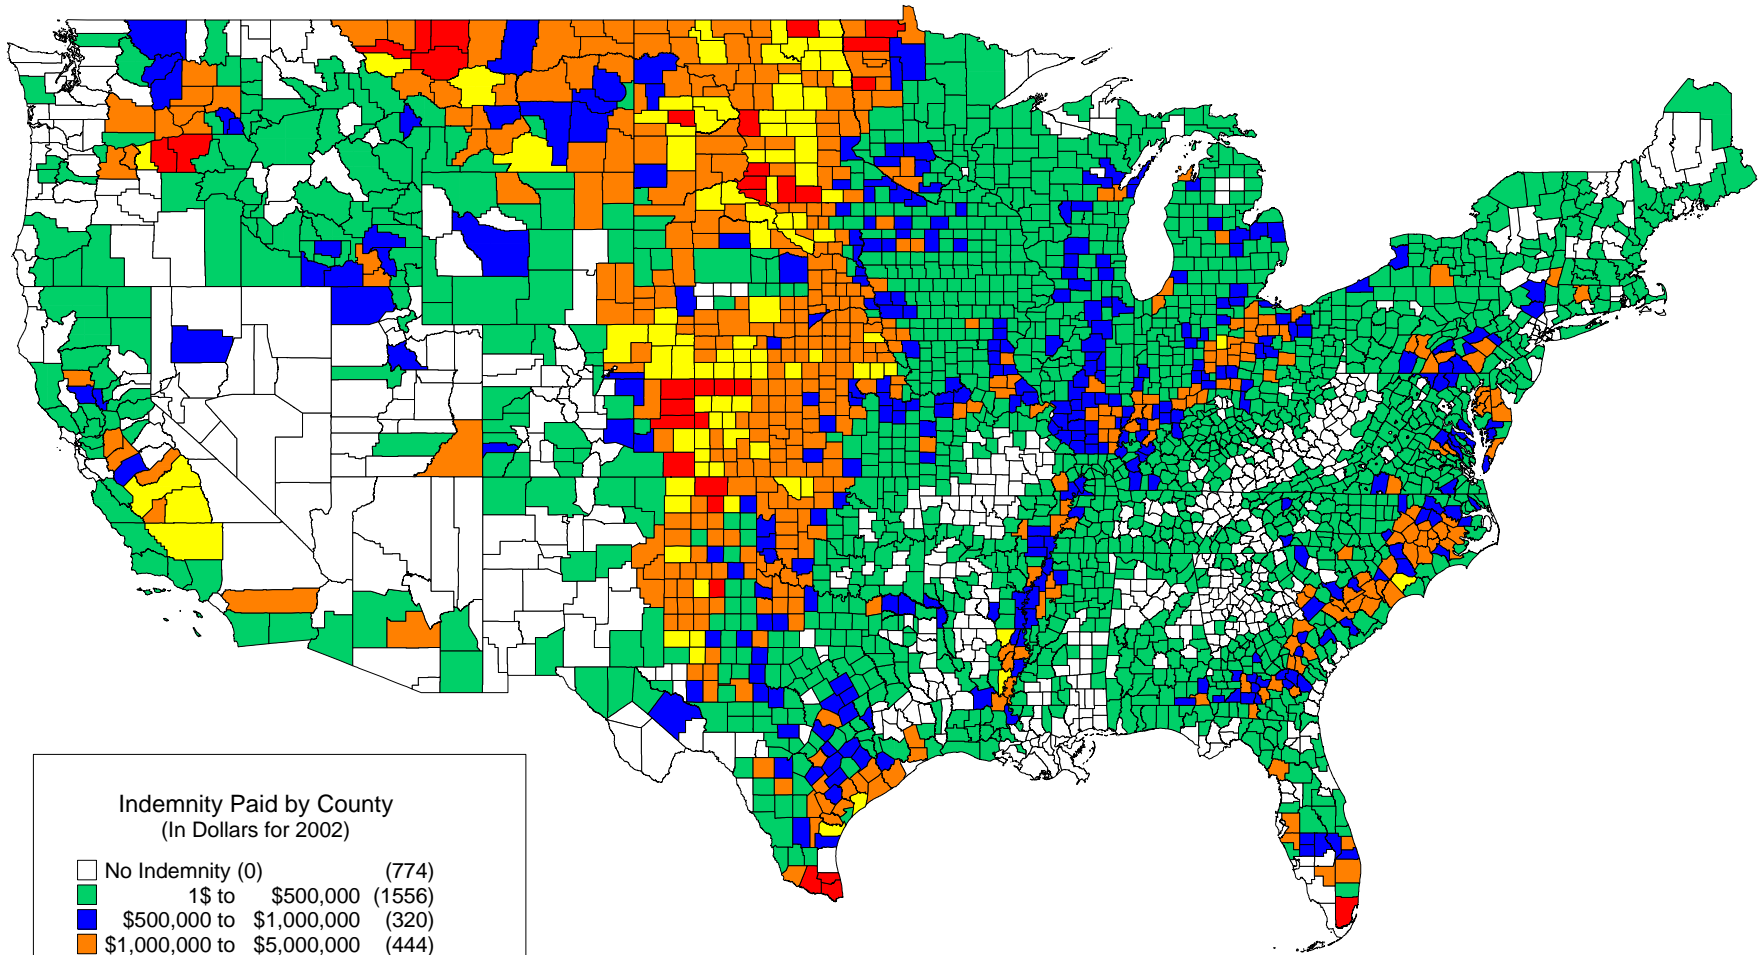 Indemnity Paid by County
(In Dollars for 2002)
No Indemnity (0) (774)
1$ to $500,000 (1556)
$500,000 to $1,000,000 (320)
$1,000,000 to $5,000,000 (444)